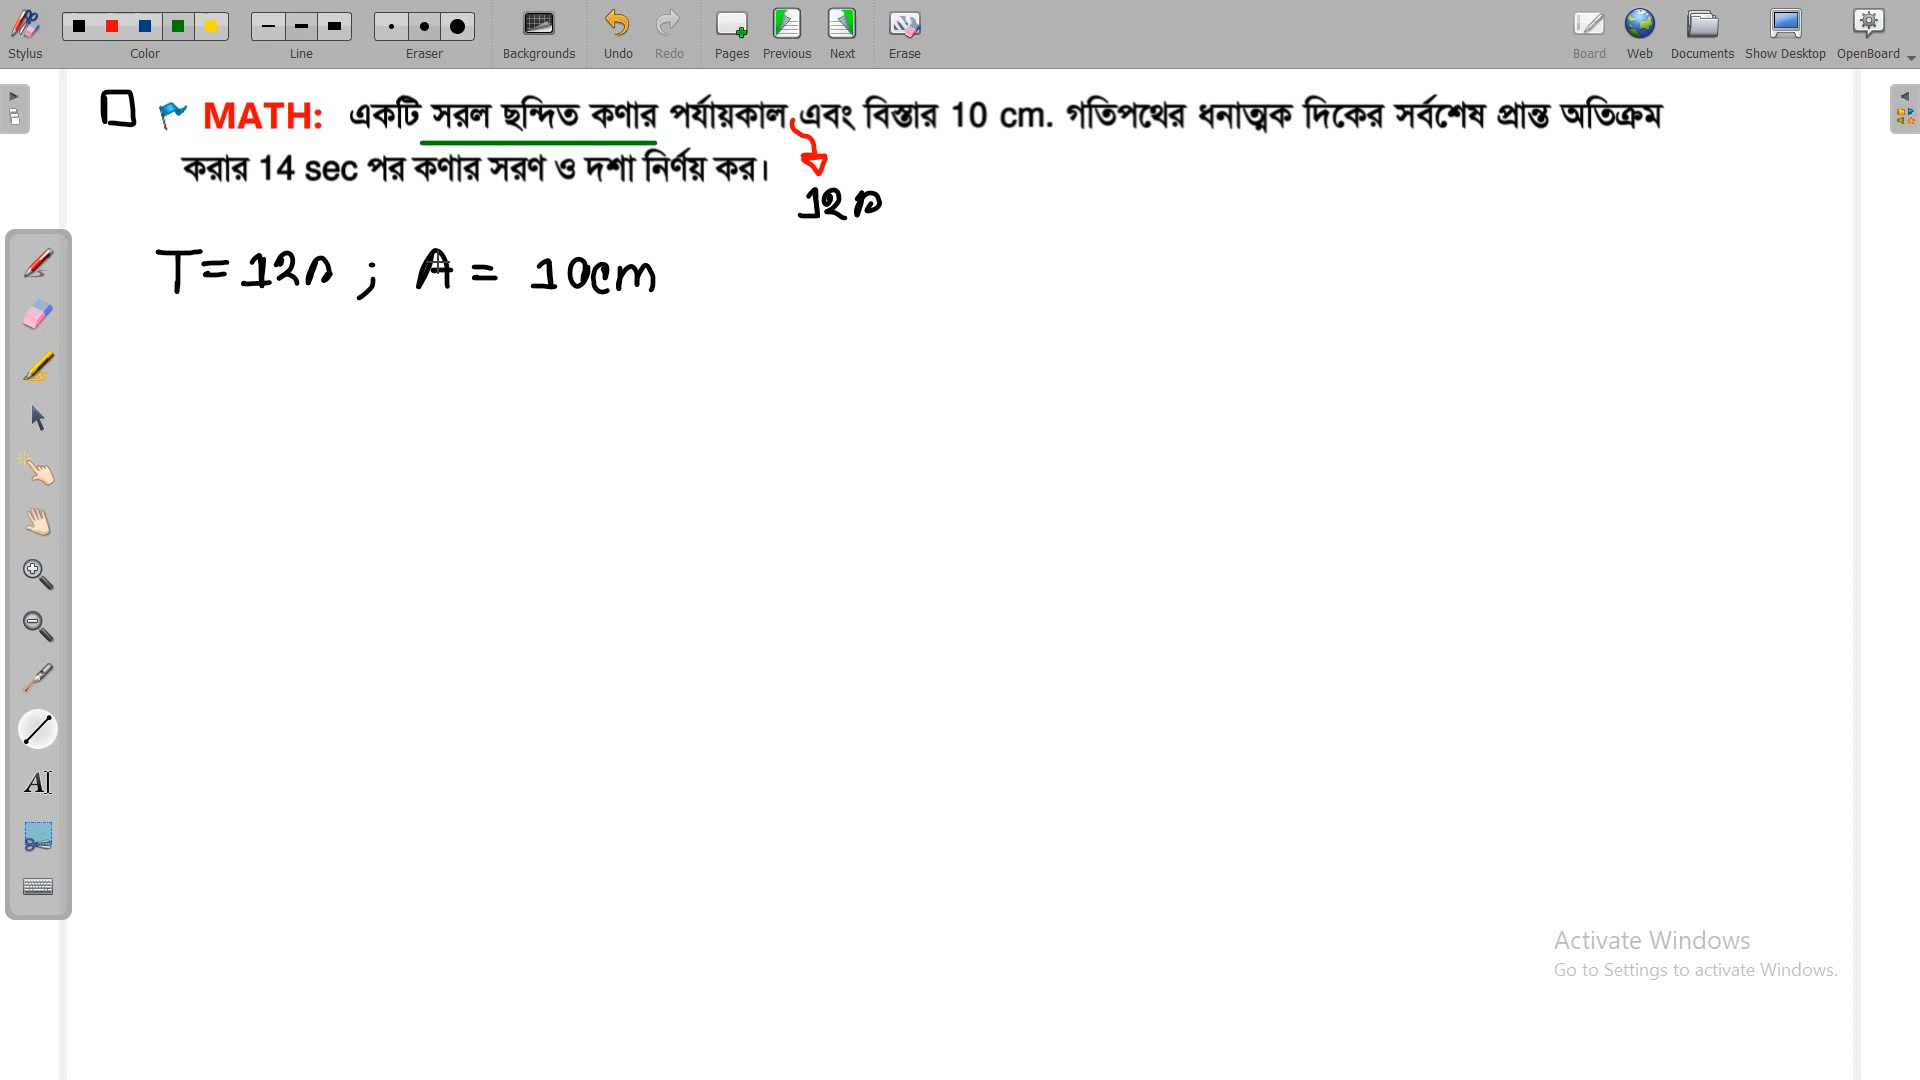 Stylus Color Line Eraser Backgrounds Undo Redo Pages Previous Next Erase Board Web Documents Show Desktop OpenBoard
MATH: একটি সরল ছন্দিত কণার পর্যায়কাল এবং বিস্তার 10 cm. গতিপথের ধনাত্মক দিকের সর্বশেষ প্রান্ত অতিক্রম
করার 14 sec পর কণার সরণ ও দশা নির্ণয় কর।
12s
T = 12s ; A = 10cm
Activate Windows
Go to Settings to activate Windows.